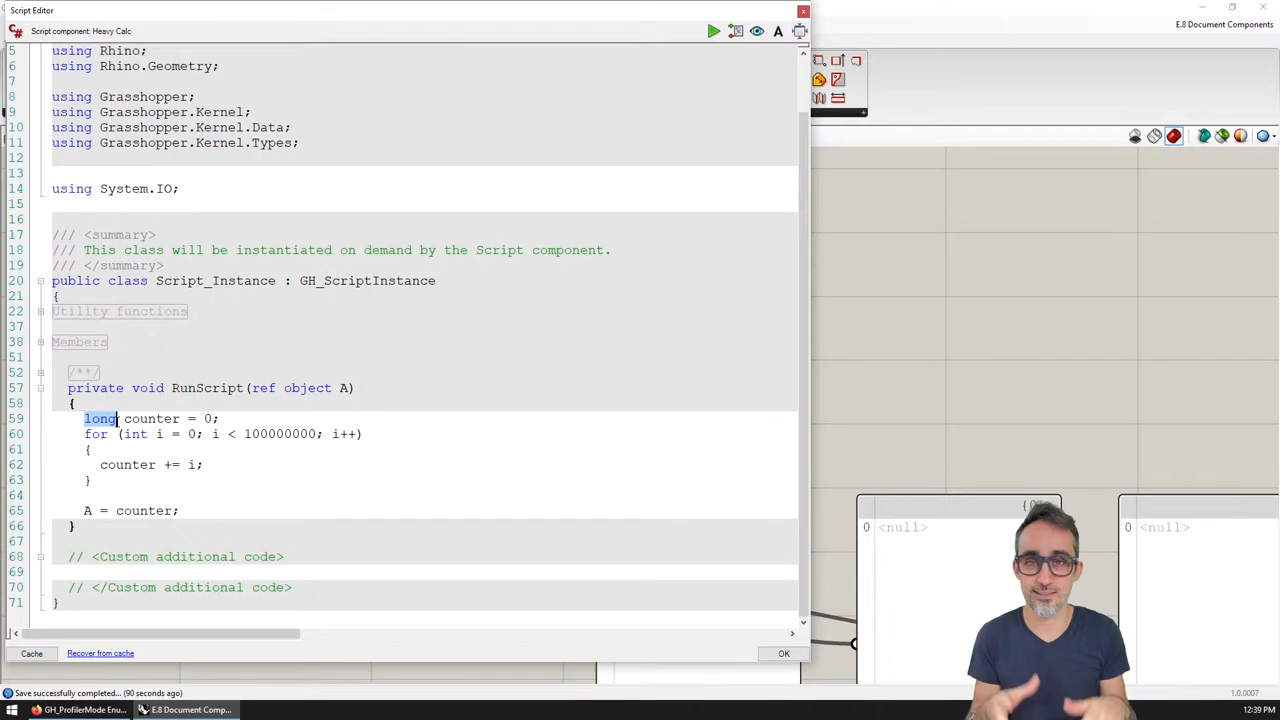 Script Editor
Script component: Heavy Calc
E.8 Document Components
5 using Rhino;
6 using Rhino.Geometry;
7
8 using Grasshopper;
9 using Grasshopper.Kernel;
10 using Grasshopper.Kernel.Data;
11 using Grasshopper.Kernel.Types;
12
13
14 using System.IO;
15
16
17 /// <summary>
18 /// This class will be instantiated on demand by the Script component.
19 /// </summary>
20 public class Script_Instance : GH_ScriptInstance
21 {
22 Utility functions
37
38 Members
51
52 /**/
57 private void RunScript(ref object A)
58 {
59 long counter = 0;
60 for (int i = 0; i < 100000000; i++)
61 {
62 counter += i;
63 }
64
65 A = counter;
66 }
67
68 // <Custom additional code>
69
70 // </Custom additional code>
71 }
0 <null>
0 <null>
Cache
Recover from cache
OK
Save successfully completed... (90 seconds ago)
1.0.0007
GH_ProfilerMode Enu...
E.8 Document Comp...
12:39 PM